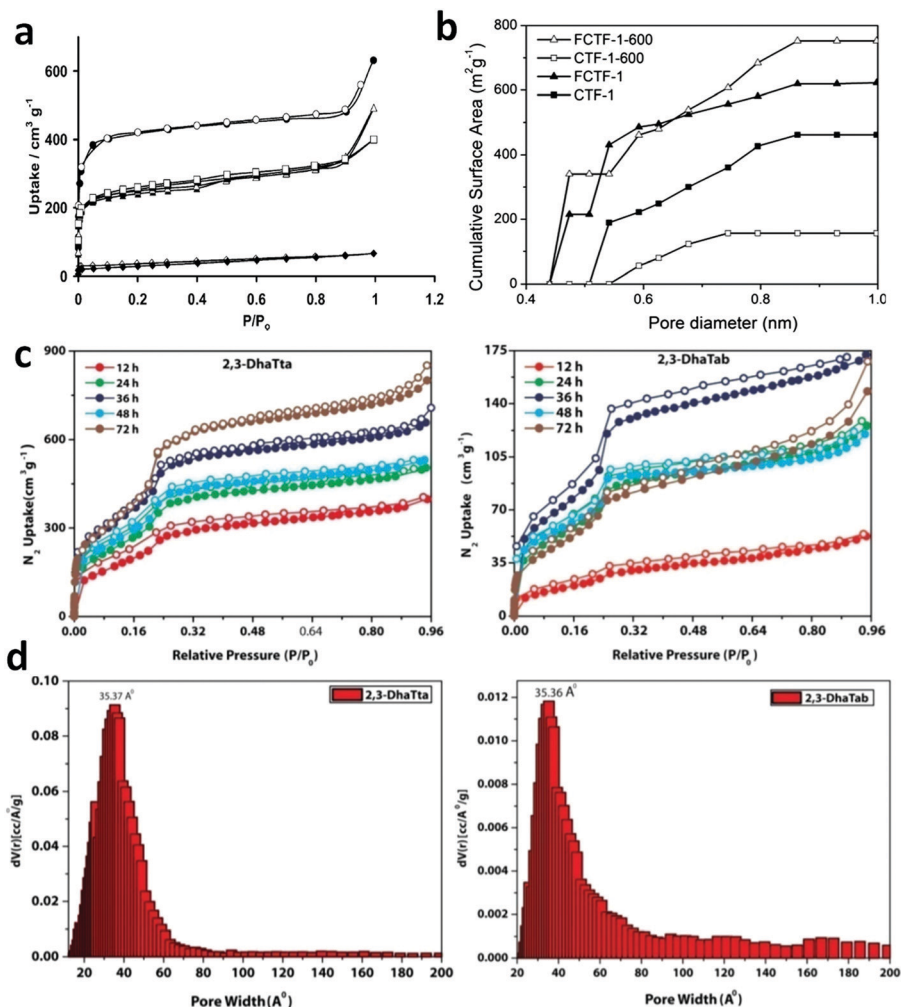 a
Uptake / cm³ g⁻¹
600
400
200
0
0
0.2
0.4
0.6
0.8
1
1.2
P/P₀
b
Cumulative Surface Area (m²g⁻¹)
800
600
400
200
0
FCTF-1-600
CTF-1-600
FCTF-1
CTF-1
0.4
0.6
0.8
1.0
Pore diameter (nm)
c
N₂ Uptake(cm³ g⁻¹)
900
600
300
0
2,3-DhaTta
12 h
24 h
36 h
48 h
72 h
0.00
0.16
0.32
0.48
0.64
0.80
0.96
Relative Pressure (P/P₀)
N₂ Uptake (cm³ g⁻¹)
175
140
105
70
35
0
2,3-DhaTab
12 h
24 h
36 h
48 h
72 h
0.00
0.16
0.32
0.48
0.64
0.80
0.96
Relative Pressure (P/P₀)
d
dV(r)[cc/A⁰/g]
0.10
0.08
0.06
0.04
0.02
0.00
35.37 A⁰
2,3-DhaTta
20
40
60
80
100
120
140
160
180
200
Pore Width(A⁰)
dV(r)[cc/A⁰/g]
0.012
0.010
0.008
0.006
0.004
0.002
0.000
35.36 A⁰
2,3-DhaTab
20
40
60
80
100
120
140
160
180
200
Pore Width(A⁰)